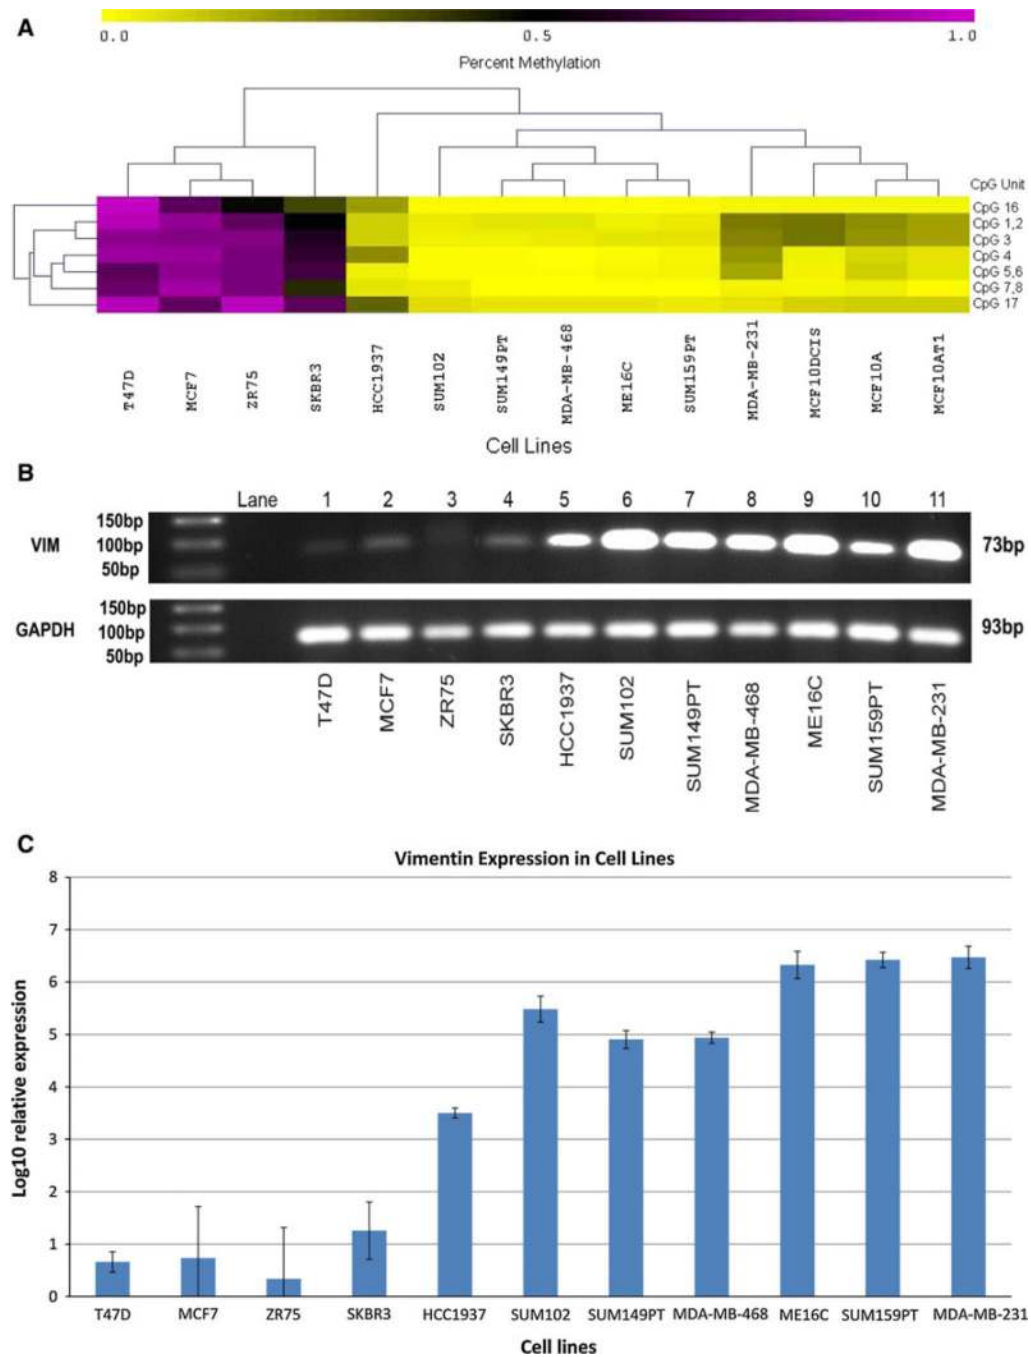 A
0.0 0.5 1.0
Percent Methylation
CpG Unit
CpG 16
CpG 1,2
CpG 3
CpG 4
CpG 5,6
CpG 7,8
CpG 17
T47D MCF7 ZR75 SKBR3 HCC1937 SUM102 SUM149PT MDA-MB-468 ME16C SUM159PT MDA-MB-231 MCF10DCIS MCF10A MCF10AT1
Cell Lines
B
Lane 1 2 3 4 5 6 7 8 9 10 11
150bp
VIM 100bp 73bp
50bp
150bp
GAPDH 100bp 93bp
50bp
T47D MCF7 ZR75 SKBR3 HCC1937 SUM102 SUM149PT MDA-MB-468 ME16C SUM159PT MDA-MB-231
C
Vimentin Expression in Cell Lines
Log10 relative expression
8
7
6
5
4
3
2
1
0
T47D MCF7 ZR75 SKBR3 HCC1937 SUM102 SUM149PT MDA-MB-468 ME16C SUM159PT MDA-MB-231
Cell lines